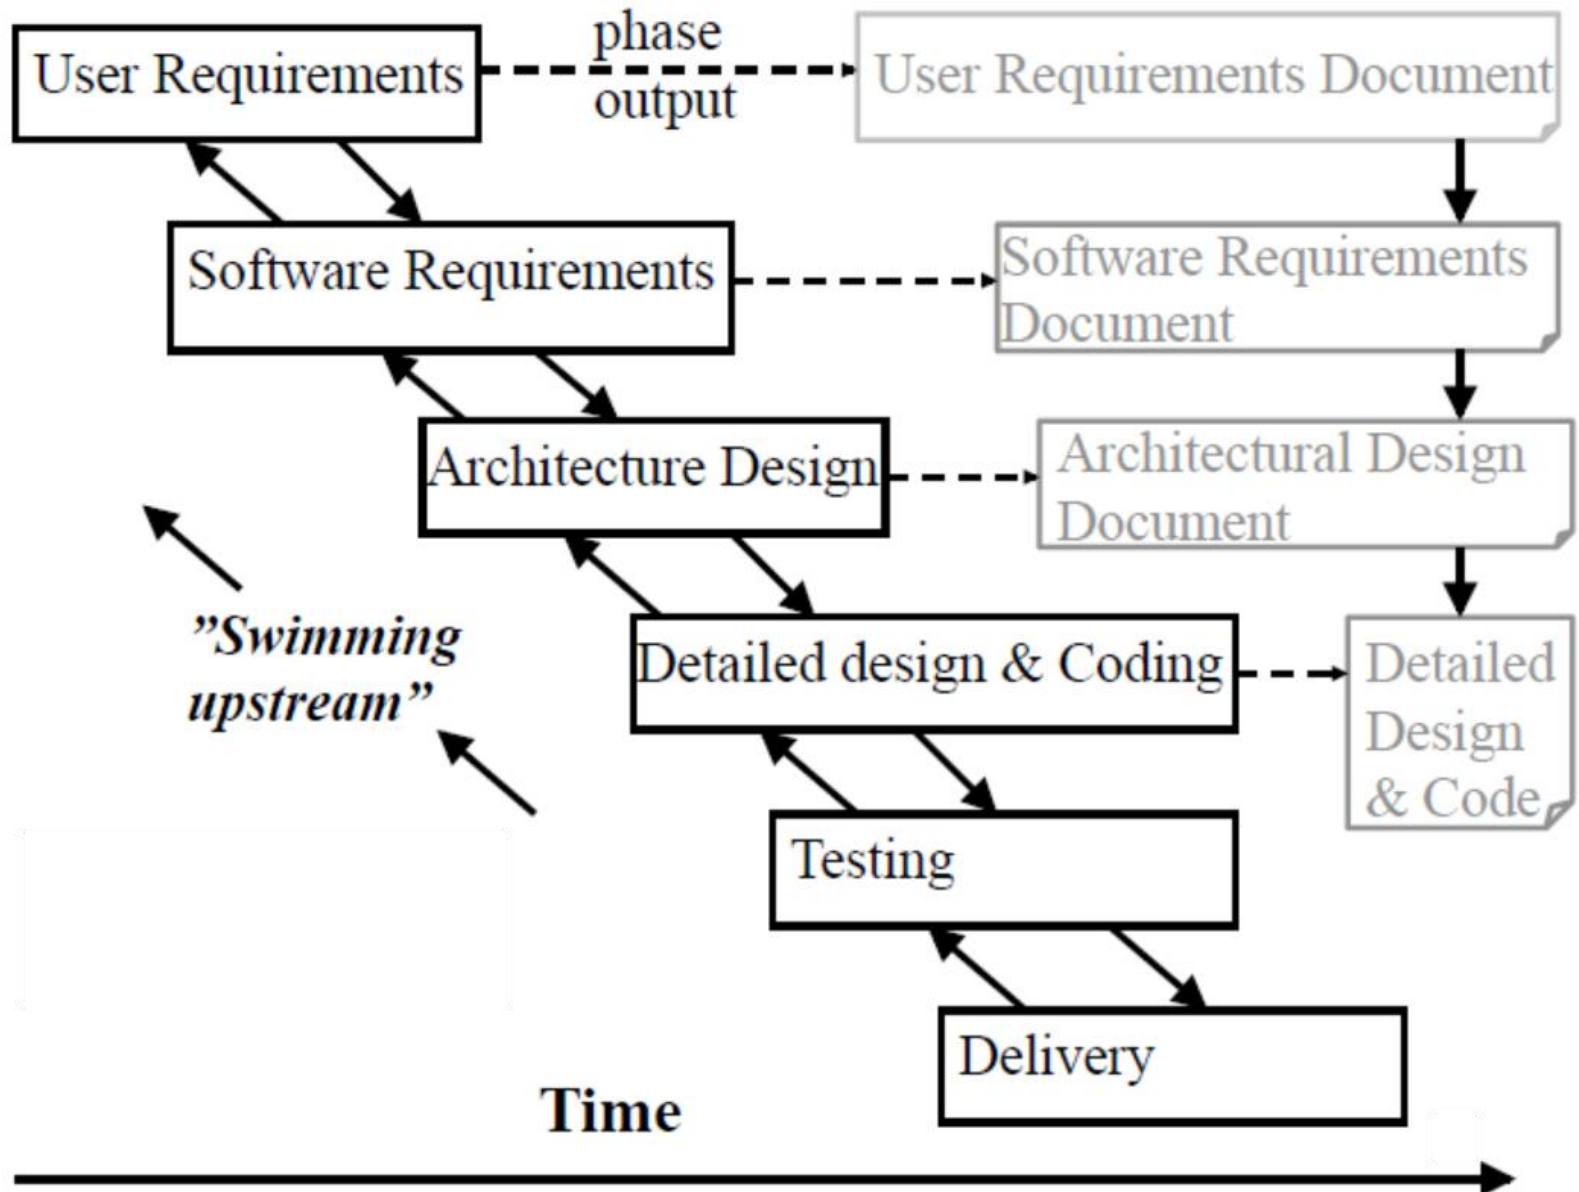 User Requirements
phase
output
User Requirements Document
Software Requirements
Software Requirements
Document
Architecture Design
Architectural Design
Document
”Swimming
upstream”
Detailed design & Coding
Detailed
Design
& Code
Testing
Delivery
Time